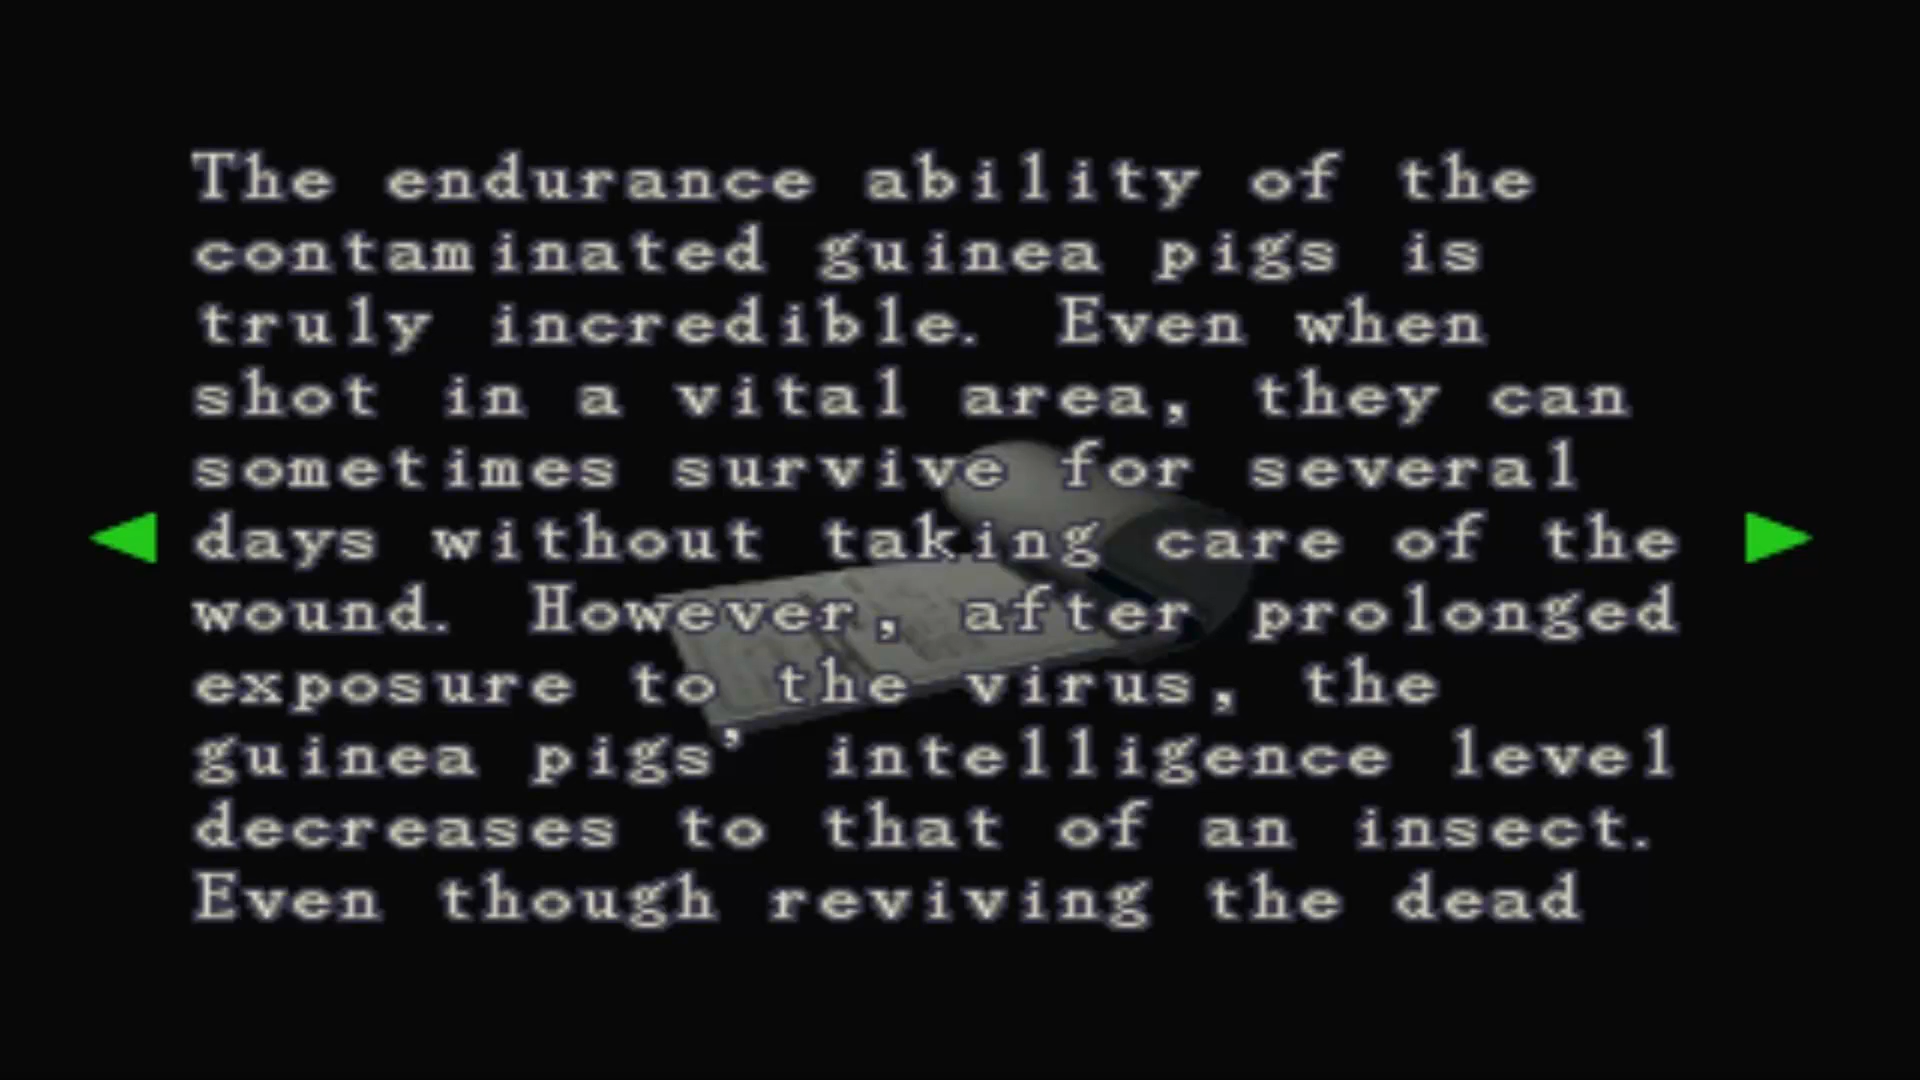 The endurance ability of the
contaminated guinea pigs is
truly incredible. Even when
shot in a vital area, they can
sometimes survive for several
days without taking care of the
wound. However, after prolonged
exposure to the virus, the
guinea pigs' intelligence level
decreases to that of an insect.
Even though reviving the dead